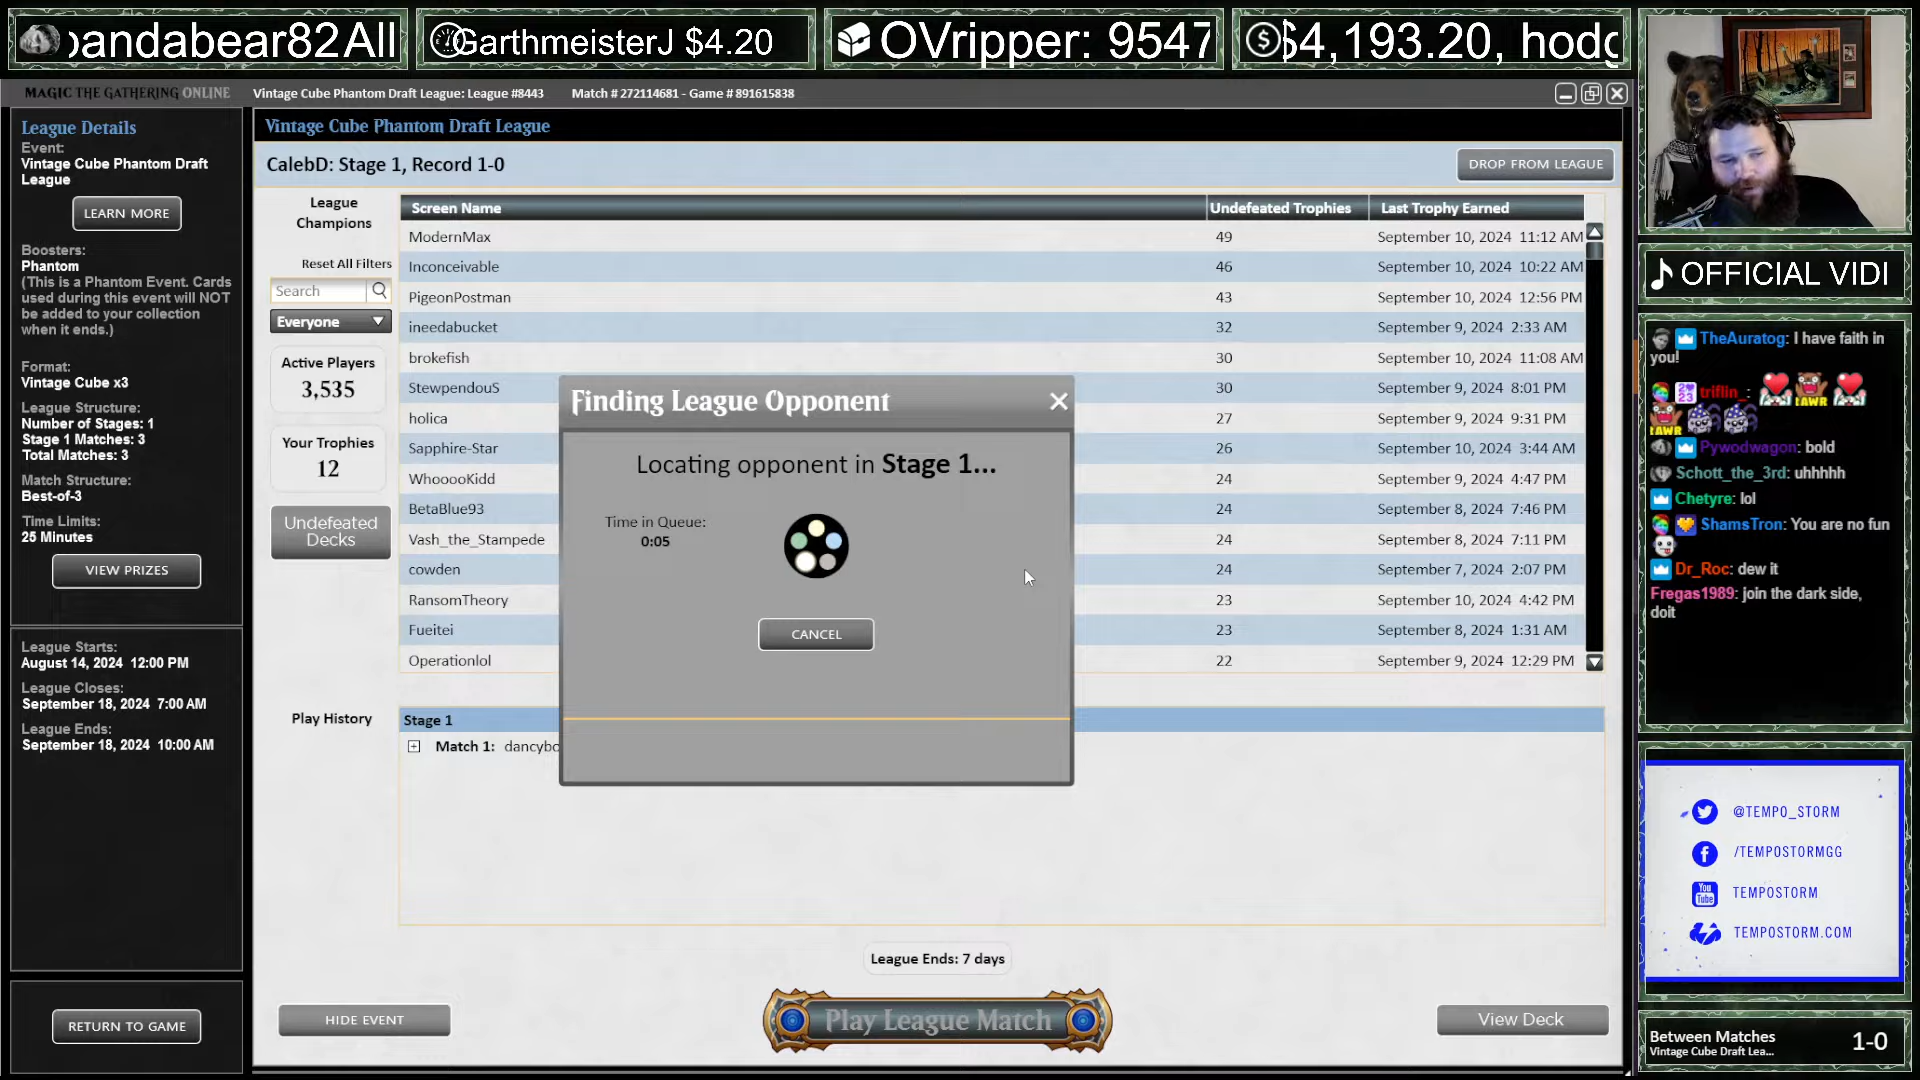 pandabear82All
GarthmeisterJ $4.20
OVripper: 9547
$4,193.20, hodg
MAGIC THE GATHERING ONLINE
Vintage Cube Phantom Draft League: League #8443
Match # 272114681 - Game # 891615838
League Details
Event:
Vintage Cube Phantom Draft
League
LEARN MORE
Boosters:
Phantom
(This is a Phantom Event. Cards
used during this event will NOT
be added to your collection
when it ends.)
Format:
Vintage Cube x3
League Structure:
Number of Stages: 1
Stage 1 Matches: 3
Total Matches: 3
Match Structure:
Best-of-3
Time Limits:
25 Minutes
VIEW PRIZES
League Starts:
August 14, 2024 12:00 PM
League Closes:
September 18, 2024 7:00 AM
League Ends:
September 18, 2024 10:00 AM
RETURN TO GAME
Vintage Cube Phantom Draft League
CalebD: Stage 1, Record 1-0
DROP FROM LEAGUE
League
Champions
Reset All Filters
Search
Everyone
Active Players
3,535
Your Trophies
12
Undefeated
Decks
Screen Name Undefeated Trophies Last Trophy Earned
ModernMax 49 September 10, 2024 11:12 AM
Inconceivable 46 September 10, 2024 10:22 AM
PigeonPostman 43 September 10, 2024 12:56 PM
ineedabucket 32 September 9, 2024 2:33 AM
brokefish 30 September 10, 2024 11:08 AM
StewpendouS 30 September 9, 2024 8:01 PM
holica 27 September 9, 2024 9:31 PM
Sapphire-Star 26 September 10, 2024 3:44 AM
WhooooKidd 24 September 9, 2024 4:47 PM
BetaBlue93 24 September 8, 2024 7:46 PM
Vash_the_Stampede 24 September 8, 2024 7:11 PM
cowden 24 September 7, 2024 2:07 PM
RansomTheory 23 September 10, 2024 4:42 PM
Fueitei 23 September 8, 2024 1:31 AM
Operationlol 22 September 9, 2024 12:29 PM
Finding League Opponent
Locating opponent in Stage 1...
Time in Queue:
0:05
CANCEL
Play History
Stage 1
Match 1: dancybo
League Ends: 7 days
HIDE EVENT
Play League Match
View Deck
OFFICIAL VIDI
TheAuratog: I have faith in
you!
triflin_:
Pywodwagon: bold
Schott_the_3rd: uhhhhh
Chetyre: lol
ShamsTron: You are no fun
Dr_Roc: dew it
Fregas1989: join the dark side,
doit
@TEMPO_STORM
/TEMPOSTORMGG
You
Tube
TEMPOSTORM
TEMPOSTORM.COM
Between Matches
Vintage Cube Draft Lea...
1-0